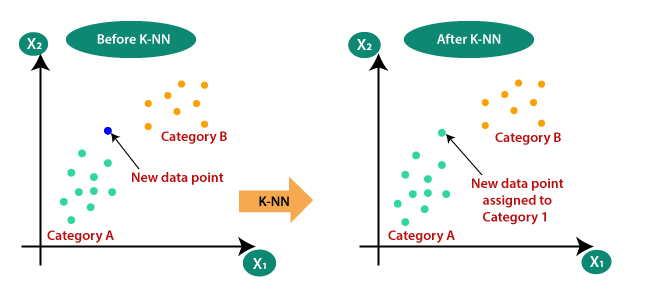 Before K-NN
X₂
Category B
New data point
Category A
X₁
K-NN
After K-NN
X₂
Category B
New data point
assigned to
Category 1
Category A
X₁